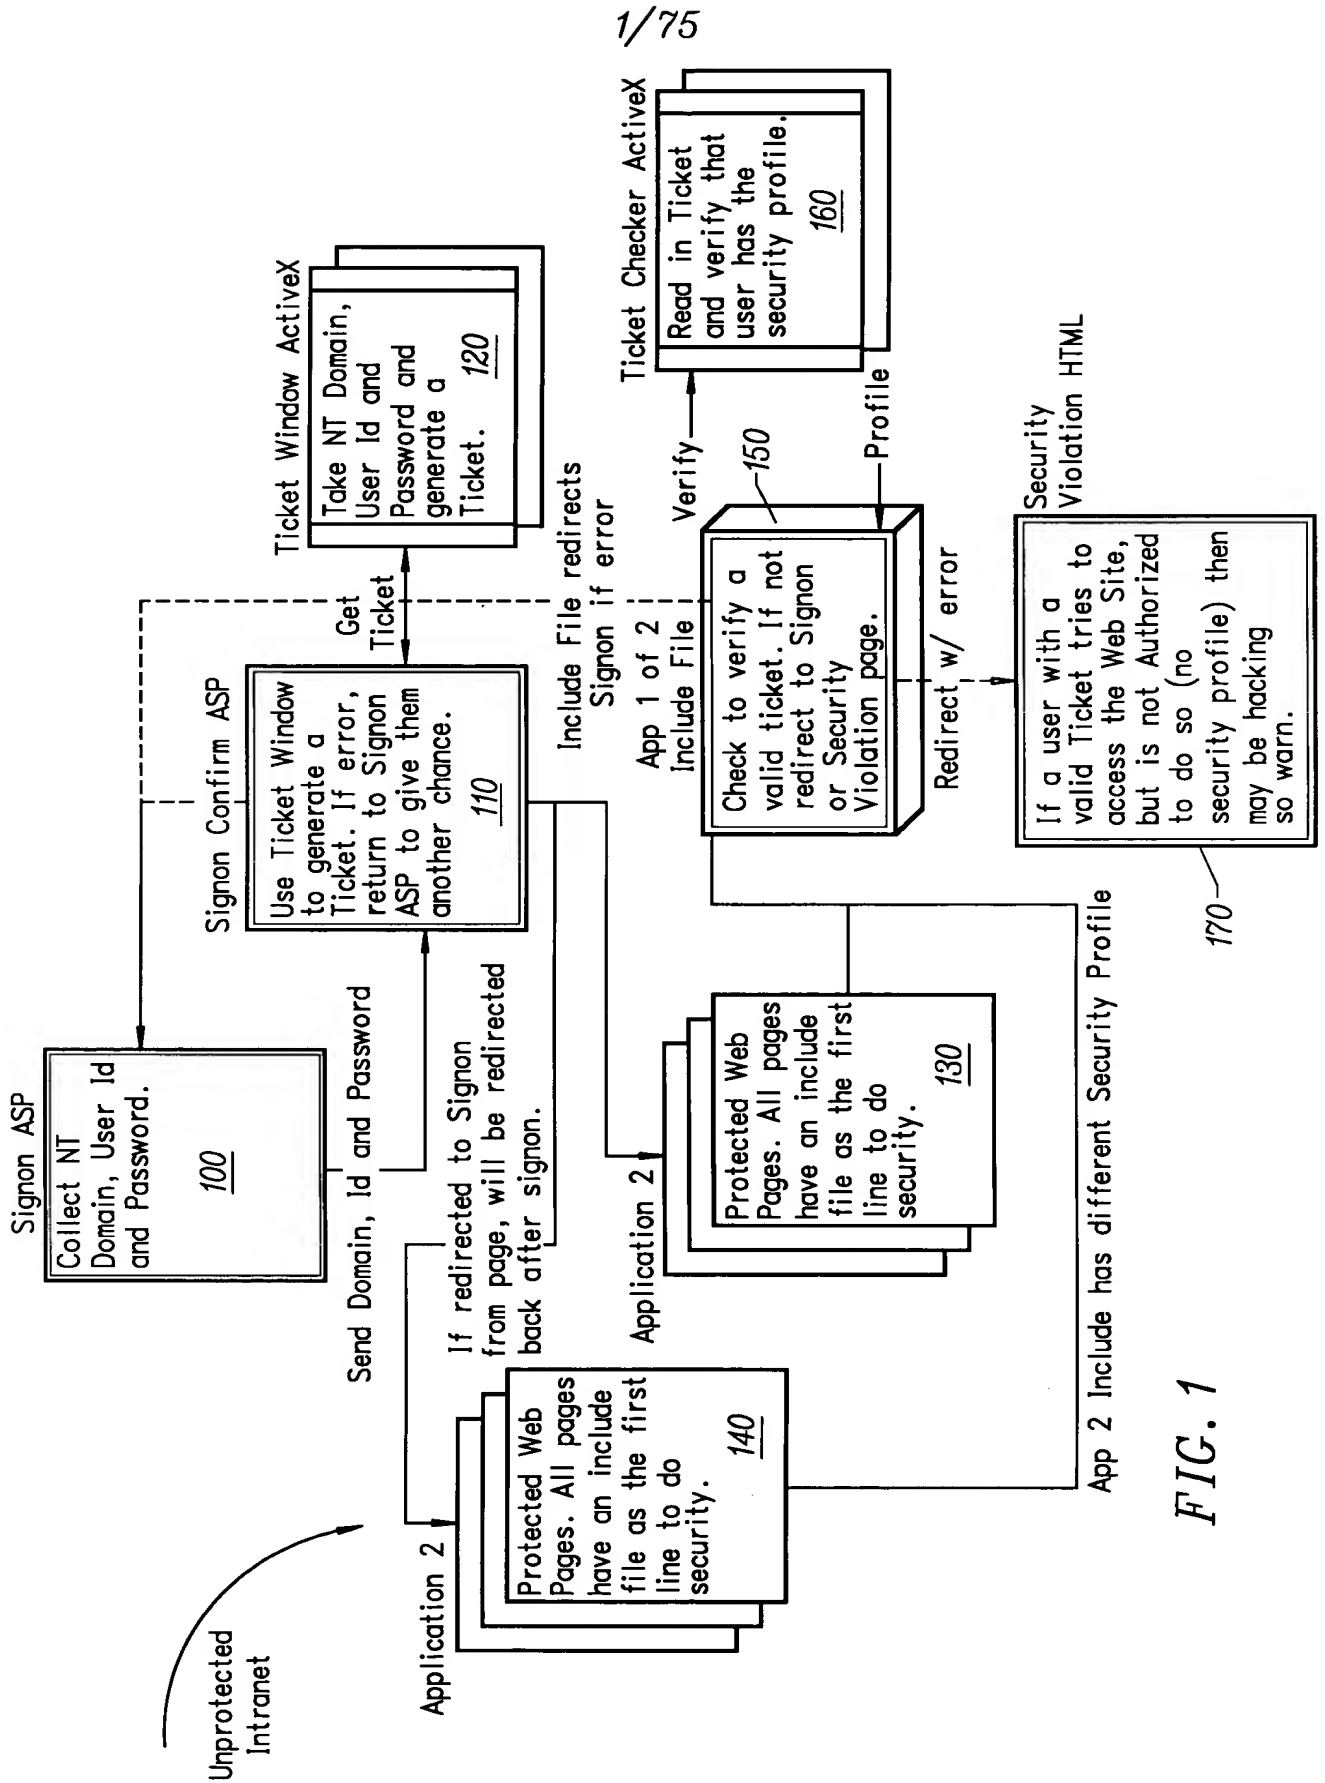 1/75
Unprotected
Intranet
Signon ASP
Collect NT
Domain, User Id
and Password.
100
Send Domain, Id and Password
Signon Confirm ASP
Use Ticket Window
to generate a
Ticket. If error,
return to Signon
ASP to give them
another chance.
110
Get
Ticket
Ticket Window ActiveX
Take NT Domain,
User Id and
Password and
generate a
Ticket.
120
If redirected to Signon
from page, will be redirected
back after signon.
Include File redirects
Signon if error
Application 2
Protected Web
Pages. All pages
have an include
file as the first
line to do
security.
140
Application 2
Protected Web
Pages. All pages
have an include
file as the first
line to do
security.
130
App 1 of 2
Include File
Check to verify a
valid ticket. If not
redirect to Signon
or Security
Violation page.
150
Verify
Profile
Ticket Checker ActiveX
Read in Ticket
and verify that
user has the
security profile.
160
Redirect w/ error
Security
Violation HTML
If a user with a
valid Ticket tries to
access the Web Site,
but is not Authorized
to do so (no
security profile) then
may be hacking
so warn.
170
App 2 Include has different Security Profile
FIG. 1